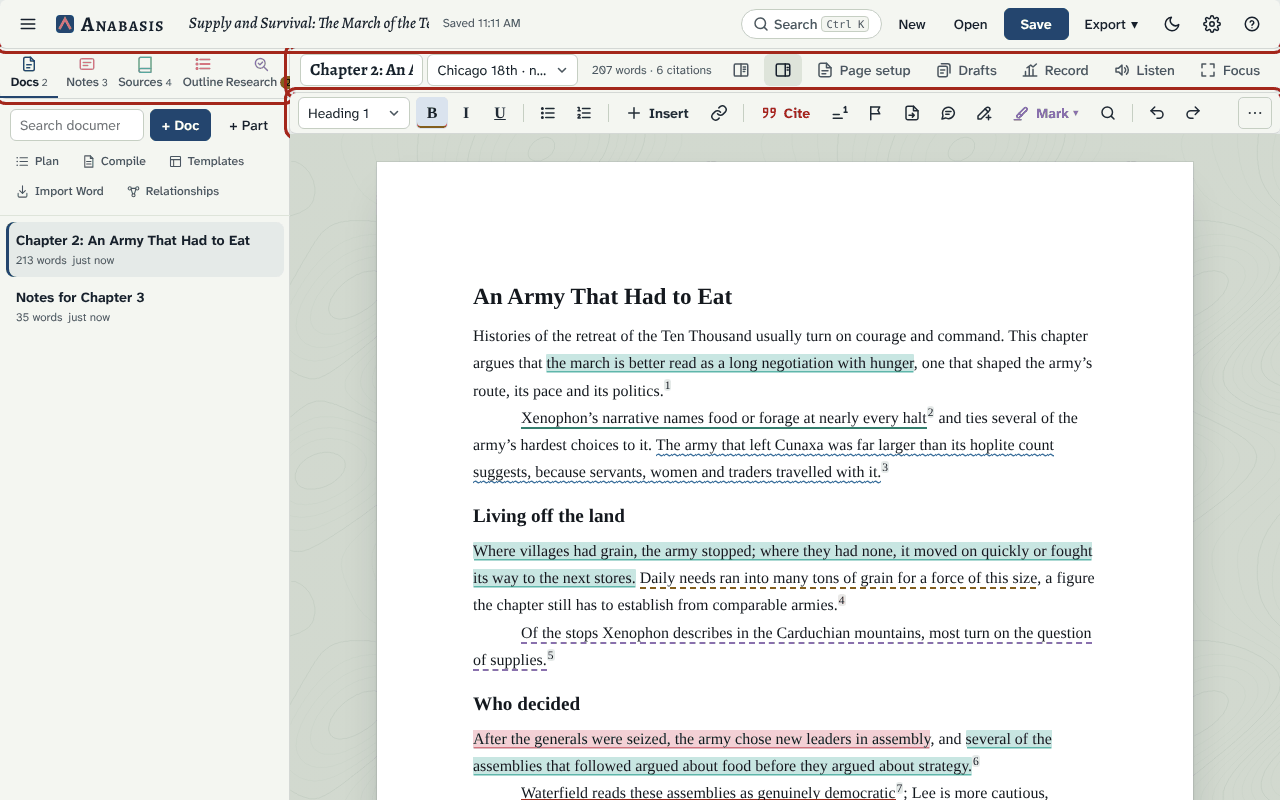 ANABASIS
Supply and Survival: The March of the Te
Saved 11:11 AM
Search Ctrl K
New
Open
Save
Export ▾
Docs 2
Notes 3
Sources 4
Outline
Research
Chapter 2: An A
Chicago 18th · n...
207 words · 6 citations
Page setup
Drafts
Record
Listen
Focus
Heading 1
B I U
Insert
Cite
Mark ▾
Search documen
+ Doc
+ Part
Plan
Compile
Templates
Import Word
Relationships
Chapter 2: An Army That Had to Eat
213 words just now
Notes for Chapter 3
35 words just now
An Army That Had to Eat
Histories of the retreat of the Ten Thousand usually turn on courage and command. This chapter
argues that the march is better read as a long negotiation with hunger, one that shaped the army’s
route, its pace and its politics.1
Xenophon’s narrative names food or forage at nearly every halt2 and ties several of the
army’s hardest choices to it. The army that left Cunaxa was far larger than its hoplite count
suggests, because servants, women and traders travelled with it.3
Living off the land
Where villages had grain, the army stopped; where they had none, it moved on quickly or fought
its way to the next stores. Daily needs ran into many tons of grain for a force of this size, a figure
the chapter still has to establish from comparable armies.4
Of the stops Xenophon describes in the Carduchian mountains, most turn on the question
of supplies.5
Who decided
After the generals were seized, the army chose new leaders in assembly, and several of the
assemblies that followed argued about food before they argued about strategy.6
Waterfield reads these assemblies as genuinely democratic7; Lee is more cautious,